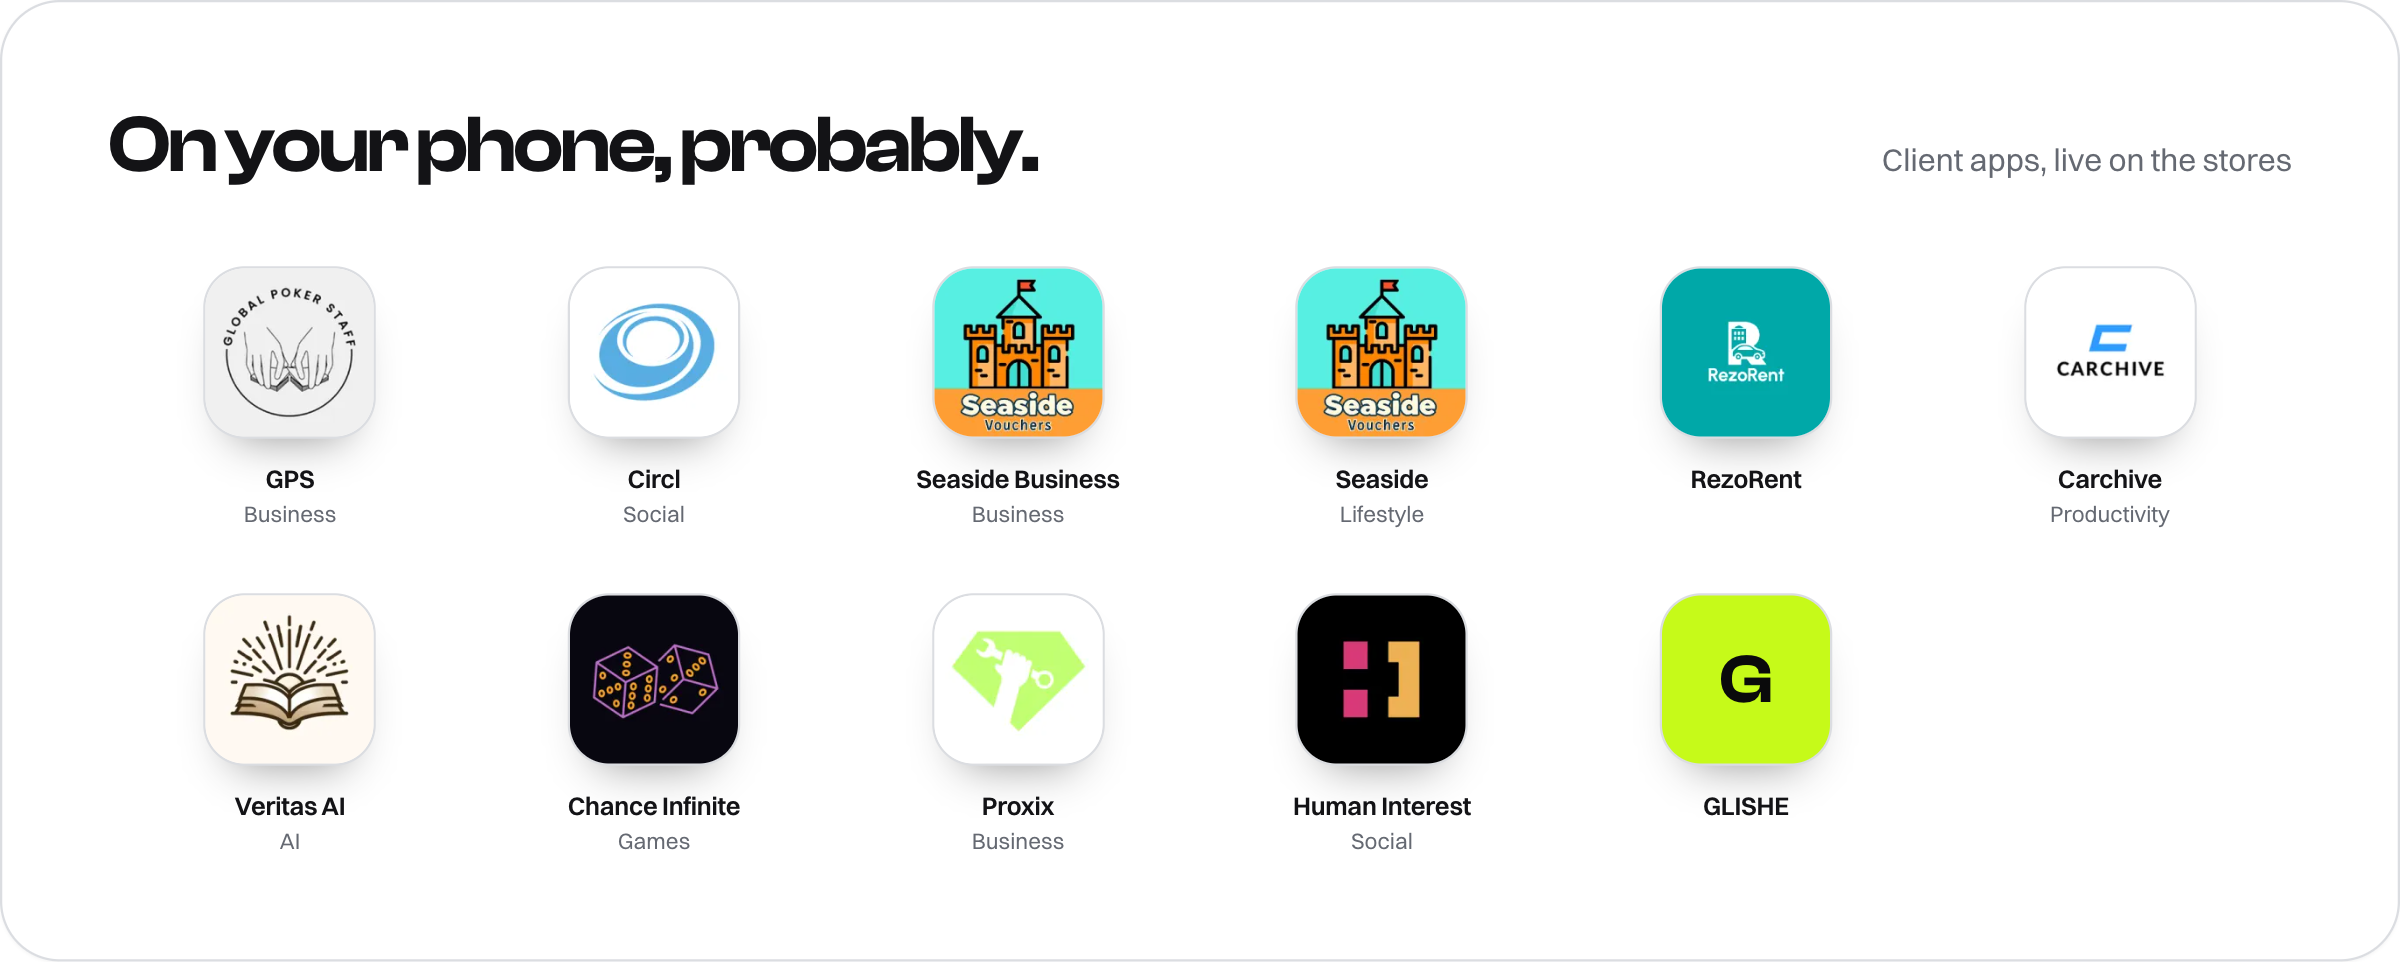 On your phone, probably.
Client apps, live on the stores
GLOBAL POKER STAFF
Seaside
Vouchers
Seaside
Vouchers
R
RezoRent
CARCHIVE
GPS
Circl
Seaside Business
Seaside
RezoRent
Carchive
Business
Social
Business
Lifestyle
Productivity
G
Veritas AI
Chance Infinite
Proxix
Human Interest
GLISHE
AI
Games
Business
Social